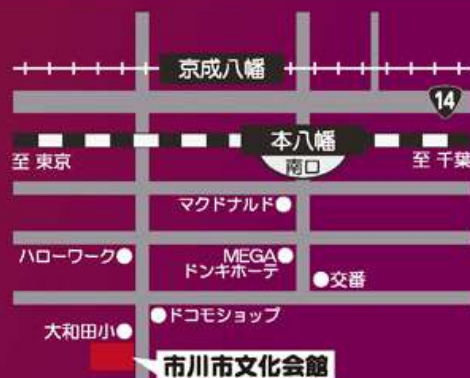 京成八幡
14
本八幡
至 東京
南口
至 千葉
マクドナルド
ハローワーク
MEGA
ドンキホーテ
交番
ドコモショップ
大和田小
市川市文化会館